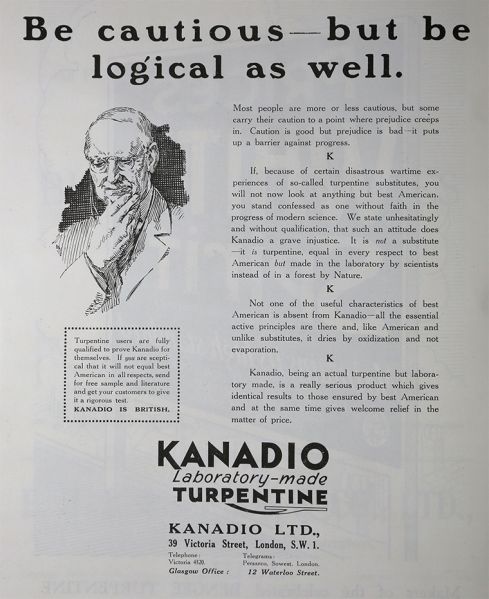 Be cautious—but be
logical as well.
Most people are more or less cautious, but some
carry their caution to a point where prejudice creeps
in. Caution is good but prejudice is bad—it puts
up a barrier against progress.
K
If, because of certain disastrous wartime ex-
periences of so-called turpentine substitutes, you
will not now look at anything but best American,
you stand confessed as one without faith in the
progress of modern science. We state unhesitatingly
and without qualification, that such an attitude does
Kanadio a grave injustice. It is not a substitute
—it is turpentine, equal in every respect to best
American but made in the laboratory by scientists
instead of in a forest by Nature.
K
Not one of the useful characteristics of best
American is absent from Kanadio—all the essential
active principles are there and, like American and
unlike substitutes, it dries by oxidization and not
evaporation.
K
Kanadio, being an actual turpentine but labora-
tory made, is a really serious product which gives
identical results to those ensured by best American
and at the same time gives welcome relief in the
matter of price.
Turpentine users are fully
qualified to prove Kanadio for
themselves. If you are scepti-
cal that it will not equal best
American in all respects, send
for free sample and literature
and get your customers to give
it a rigorous test.
KANADIO IS BRITISH.
KANADIO
Laboratory-made
TURPENTINE
KANADIO LTD.,
39 Victoria Street, London, S.W. 1.
Telephone: Telegrams:
Victoria 4120. Sowest. London.
Glasgow Office: 12 Waterloo Street.